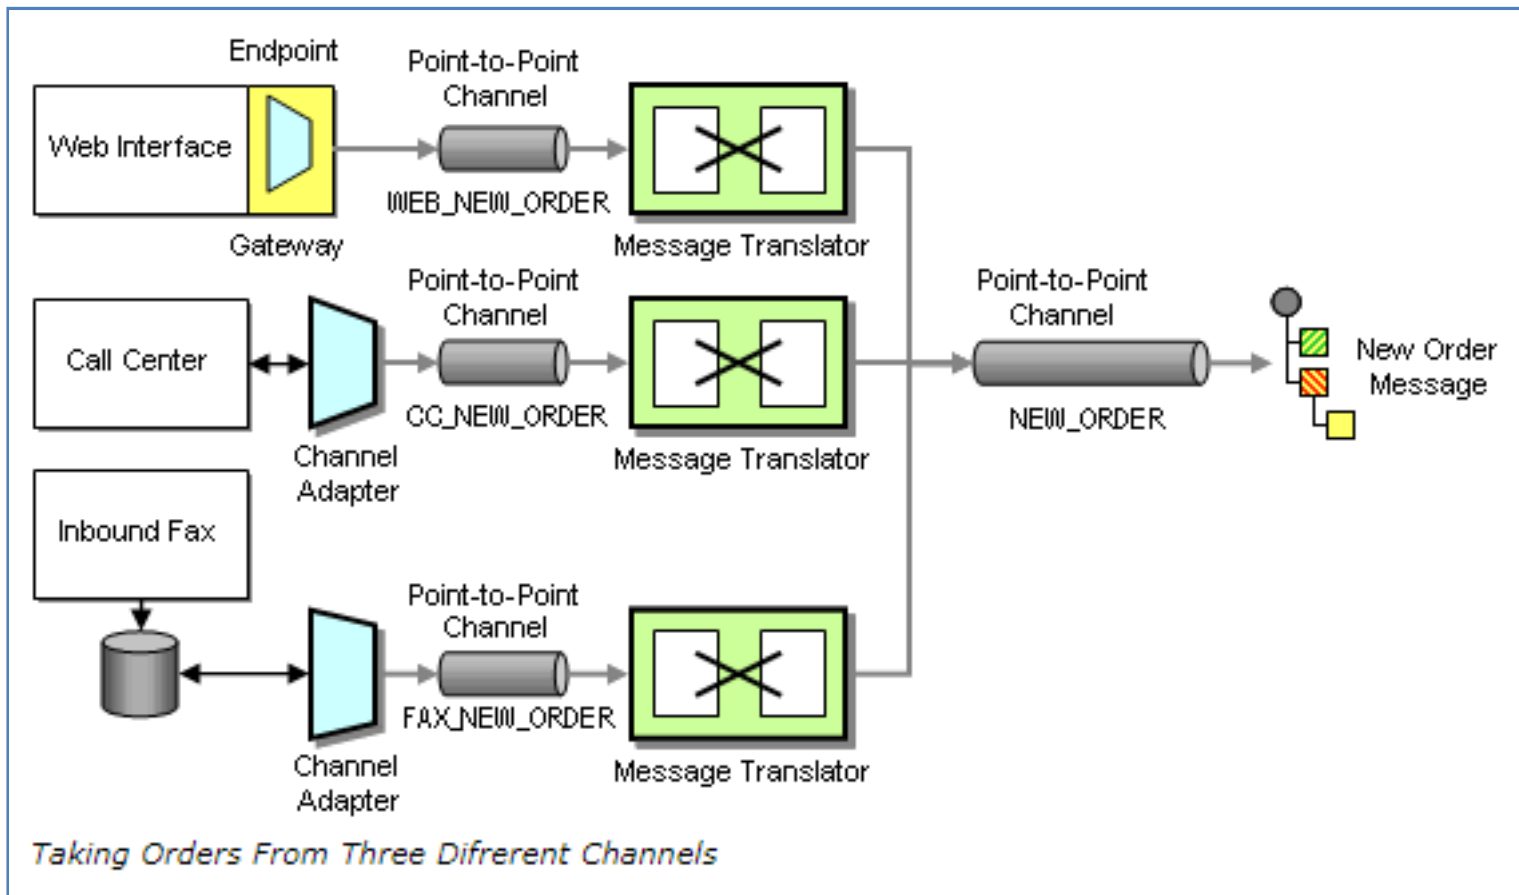 Endpoint
Web Interface
Gateway
Point-to-Point
Channel
WEB_NEW_ORDER
Message Translator
Call Center
Channel
Adapter
Point-to-Point
Channel
CC_NEW_ORDER
Message Translator
Point-to-Point
Channel
NEW_ORDER
New Order
Message
Inbound Fax
Channel
Adapter
Point-to-Point
Channel
FAX_NEW_ORDER
Message Translator
Taking Orders From Three Difrerent Channels